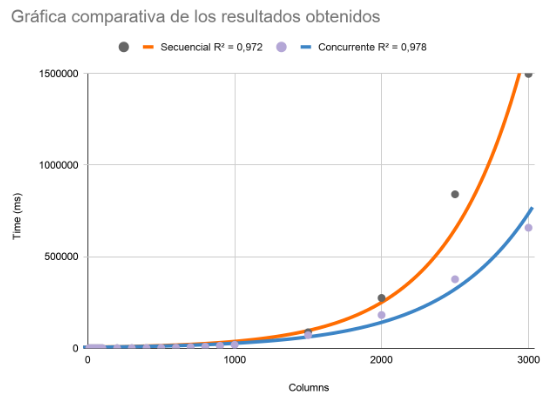 Gráfica comparativa de los resultados obtenidos
Secuencial R² = 0,972 Concurrente R² = 0,978
1500000
1000000
500000
0
Time (ms)
0 1000 2000 3000
Columns